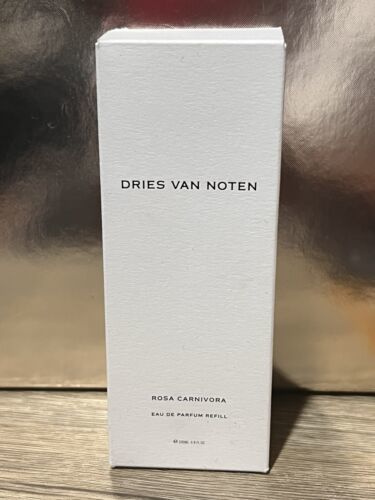 DRIES VAN NOTEN
ROSA CARNIVORA
EAU DE PARFUM REFILL